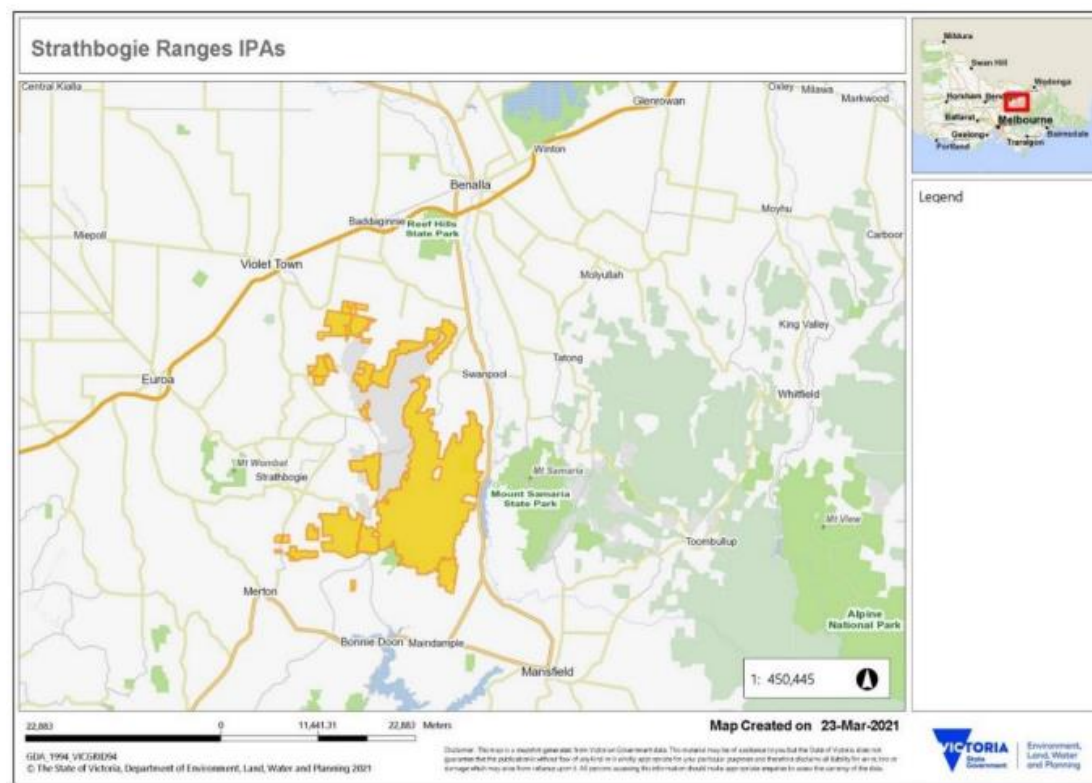 Strathbogie Ranges IPAs
Mildura
Swan Hill
Wodonga
Horsham
Ballarat
Melbourne
Geelong
Traralgon
Bairnsdale
Portland
Legend
Central Kialla
Glenrowan
Oxley
Milawa
Markwood
Winton
Benalla
Baddaginnie
Reef Hills
State Park
Moyhu
Carboor
Miepoll
Violet Town
Molyullah
King Valley
Tatong
Swanpool
Euroa
Whitfield
Mt Wombat
Strathbogie
Mt Samaria
Mount Samaria
State Park
Mt View
Toombullup
Merton
Alpine
National Park
Bonnie Doon
Maindample
Mansfield
1: 450,445
22,883 0 11,441.31 22,883 Meters
Map Created on 23-Mar-2021
GDA_1994_VICGRID94
© The State of Victoria, Department of Environment, Land, Water and Planning 2021
VICTORIA
State
Government
Environment,
Land, Water
and Planning